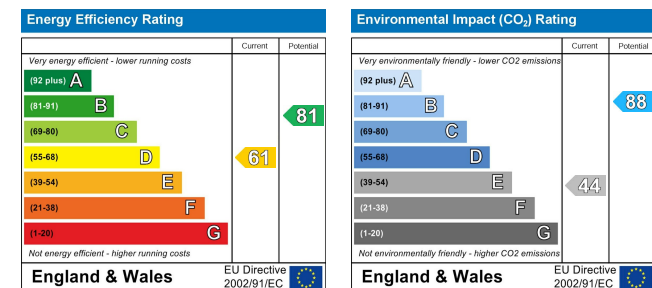 Energy Efficiency Rating
Current Potential
Very energy efficient - lower running costs
(92 plus) A
(81-91) B
81
(69-80) C
(55-68) D
61
(39-54) E
(21-38) F
(1-20) G
Not energy efficient - higher running costs
England & Wales
EU Directive
2002/91/EC
Environmental Impact (CO2) Rating
Current Potential
Very environmentally friendly - lower CO2 emissions
(92 plus) A
88
(81-91) B
(69-80) C
(55-68) D
(39-54) E
44
(21-38) F
(1-20) G
Not environmentally friendly - higher CO2 emissions
England & Wales
EU Directive
2002/91/EC